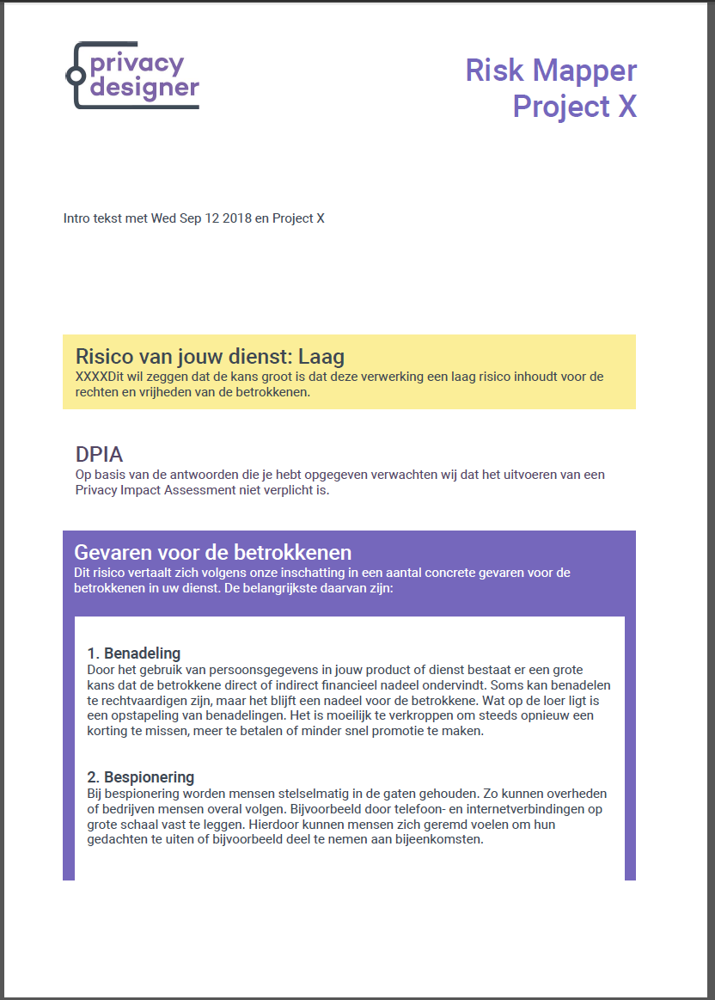 privacy
designer
Risk Mapper
Project X
Intro tekst met Wed Sep 12 2018 en Project X
Risico van jouw dienst: Laag
XXXXDit wil zeggen dat de kans groot is dat deze verwerking een laag risico inhoudt voor de
rechten en vrijheden van de betrokkenen.
DPIA
Op basis van de antwoorden die je hebt opgegeven verwachten wij dat het uitvoeren van een
Privacy Impact Assessment niet verplicht is.
Gevaren voor de betrokkenen
Dit risico vertaalt zich volgens onze inschatting in een aantal concrete gevaren voor de
betrokkenen in uw dienst. De belangrijkste daarvan zijn:
1. Benadeling
Door het gebruik van persoonsgegevens in jouw product of dienst bestaat er een grote
kans dat de betrokkene direct of indirect financieel nadeel ondervindt. Soms kan benadelen
te rechtvaardigen zijn, maar het blijft een nadeel voor de betrokkene. Wat op de loer ligt is
een opstapeling van benadelingen. Het is moeilijk te verkroppen om steeds opnieuw een
korting te missen, meer te betalen of minder snel promotie te maken.
2. Bespionering
Bij bespionering worden mensen stelselmatig in de gaten gehouden. Zo kunnen overheden
of bedrijven mensen overal volgen. Bijvoorbeeld door telefoon- en internetverbindingen op
grote schaal vast te leggen. Hierdoor kunnen mensen zich geremd voelen om hun
gedachten te uiten of bijvoorbeeld deel te nemen aan bijeenkomsten.